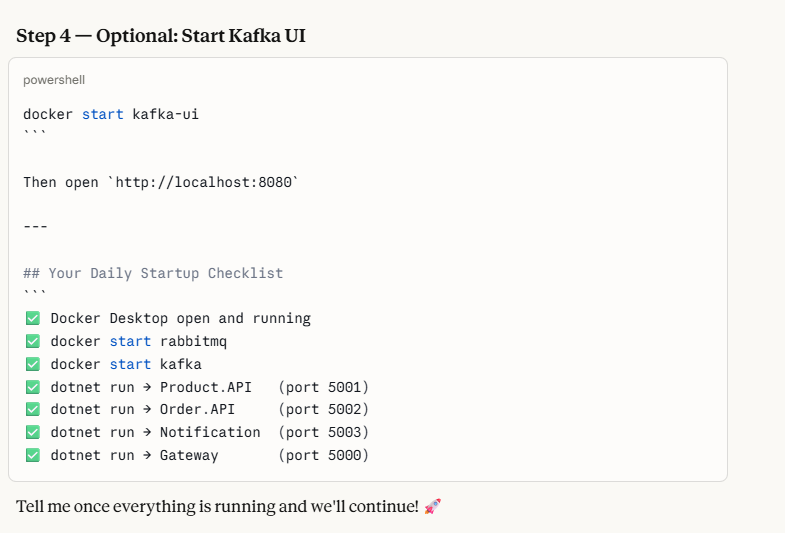 Step 4 — Optional: Start Kafka UI
powershell
docker start kafka-ui
```
Then open `http://localhost:8080`
---
## Your Daily Startup Checklist
```
✅ Docker Desktop open and running
✅ docker start rabbitmq
✅ docker start kafka
✅ dotnet run → Product.API   (port 5001)
✅ dotnet run → Order.API     (port 5002)
✅ dotnet run → Notification  (port 5003)
✅ dotnet run → Gateway       (port 5000)
Tell me once everything is running and we'll continue! 🚀